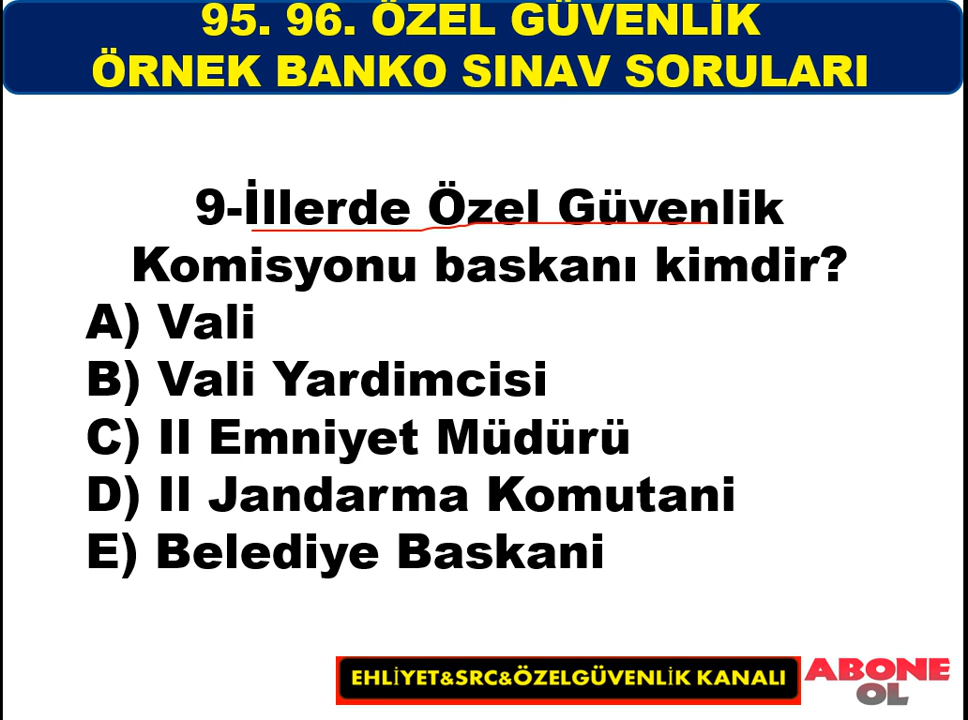 95. 96. ÖZEL GÜVENLİK
ÖRNEK BANKO SINAV SORULARI
9-İllerde Özel Güvenlik
Komisyonu baskanı kimdir?
A) Vali
B) Vali Yardimcisi
C) Il Emniyet Müdürü
D) Il Jandarma Komutani
E) Belediye Baskani
EHLİYET&SRC&ÖZELGÜVENLİK KANALI
ABONE
OL